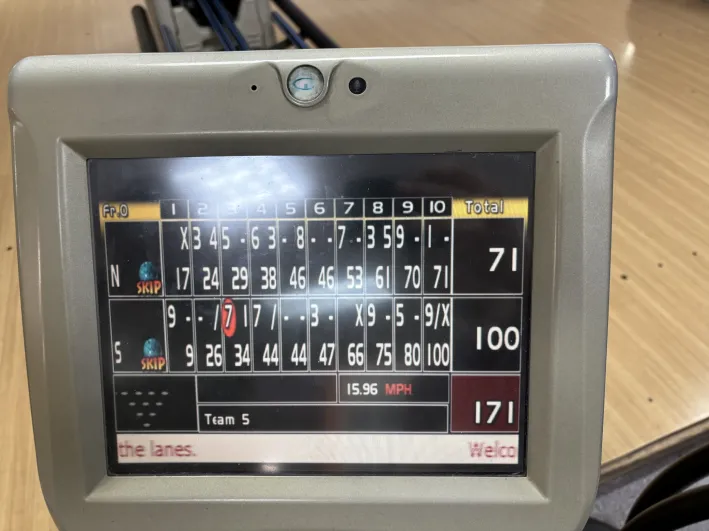 Fr.0 1 2 3 4 5 6 7 8 9 10 Total
X 3 4 5 - 6 3 - 8 - - 7 - 3 5 9 - 1 -
N SKIP 17 24 29 38 46 46 53 61 70 71 71
9 - - / 7 1 7 / - - 3 - X 9 - 5 - 9/X
S SKIP 9 26 34 44 44 47 66 75 80 100 100
15.96 MPH
Team 5 171
the lanes. Welco